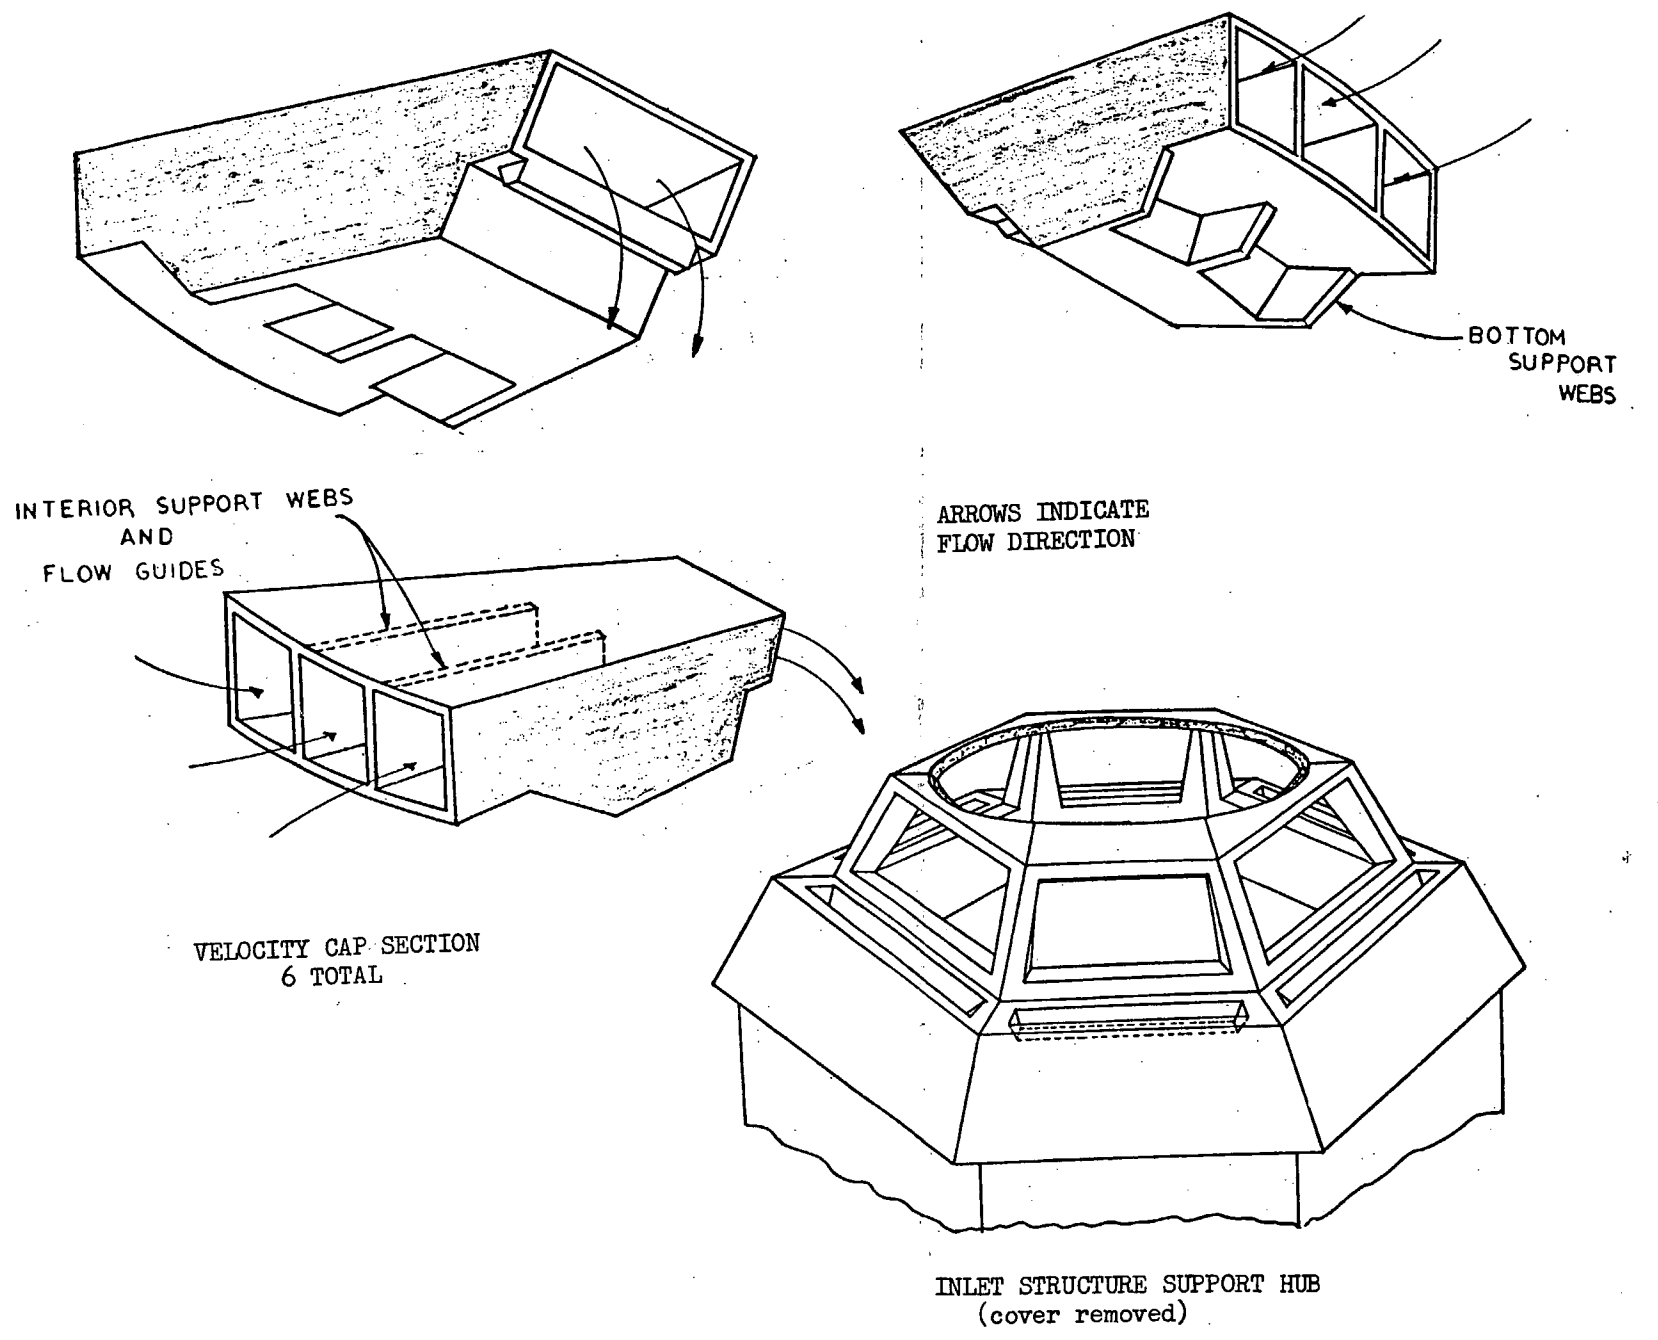 BOTTOM
SUPPORT
WEBS
INTERIOR SUPPORT WEBS
AND
FLOW GUIDES
ARROWS INDICATE
FLOW DIRECTION
VELOCITY CAP SECTION
6 TOTAL
INLET STRUCTURE SUPPORT HUB
(cover removed)